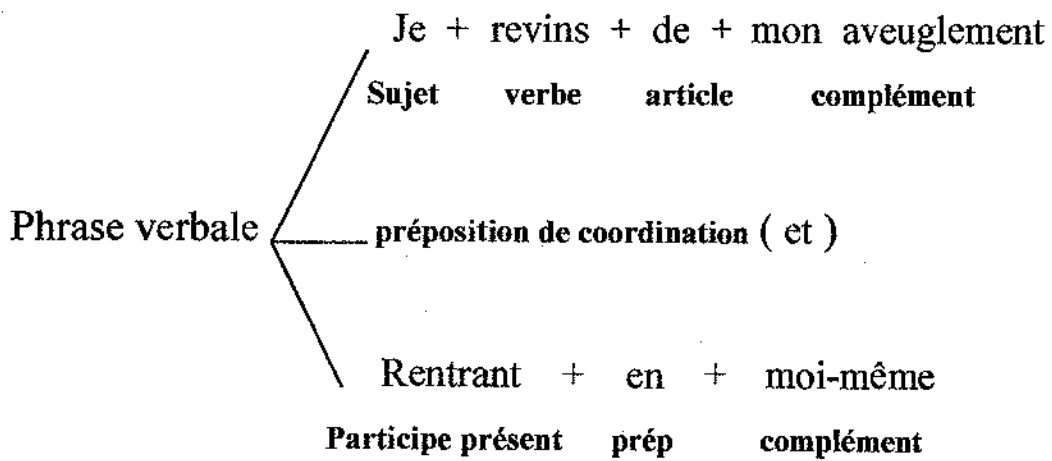 Je + revins + de + mon aveuglement
Sujet verbe article complément
Phrase verbale préposition de coordination ( et )
Rentrant + en + moi-même
Participe présent prép complément